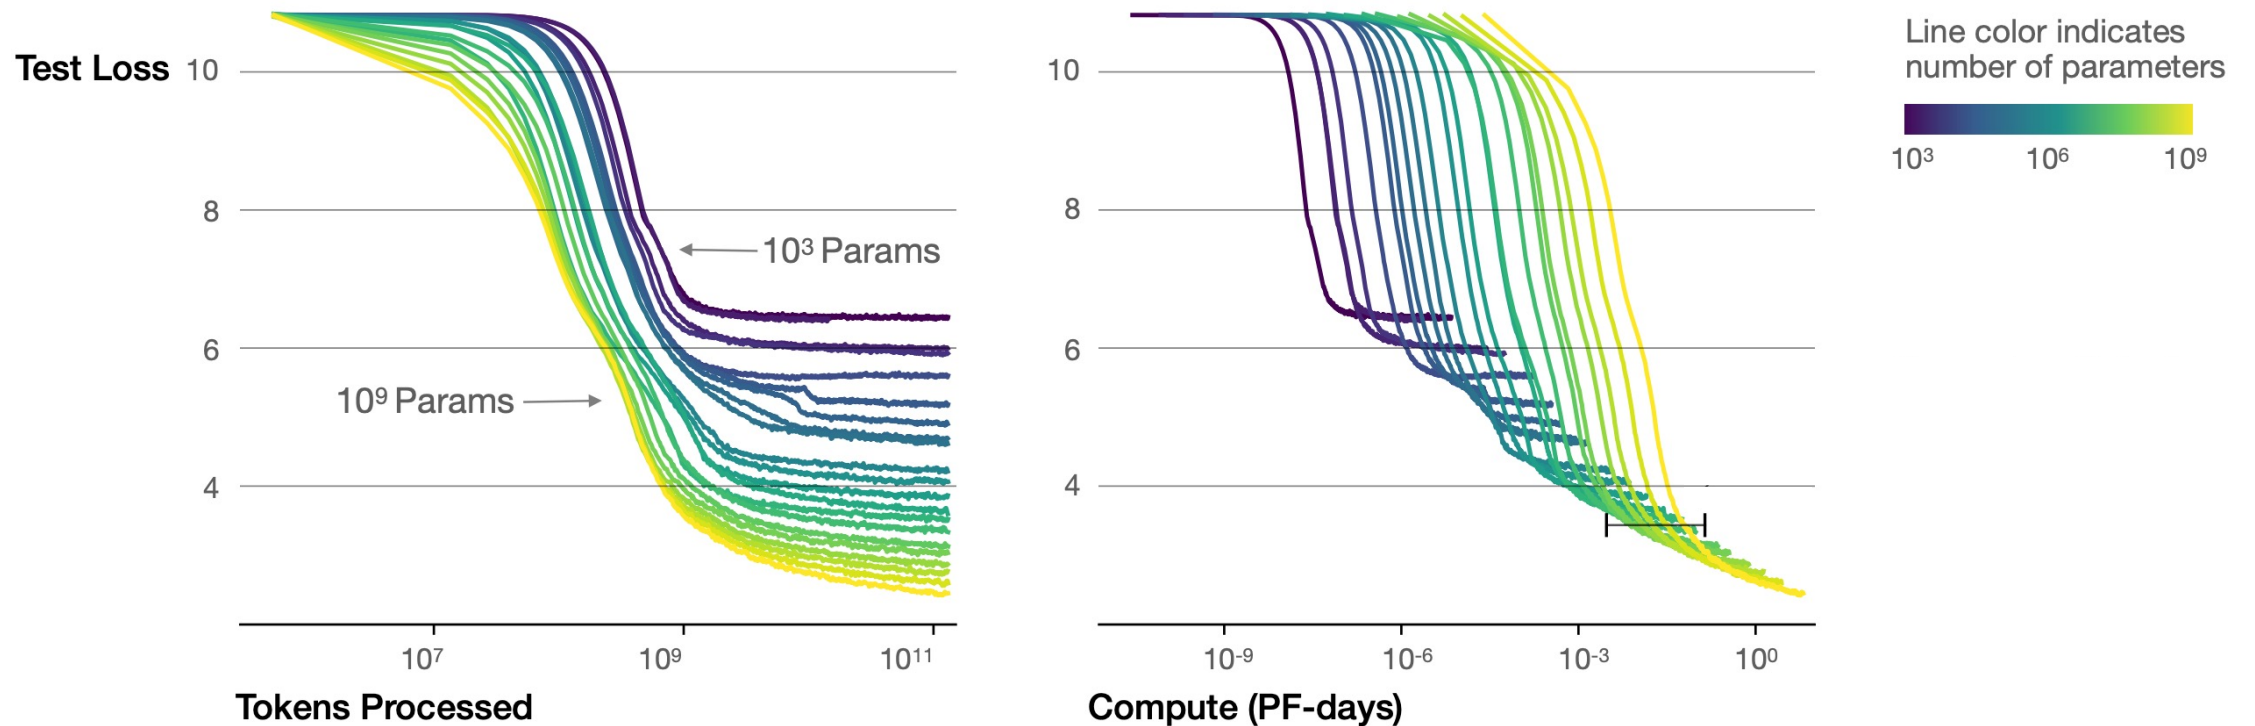 Test Loss
10
8
6
4
10³ Params
10⁹ Params
10⁷
10⁹
10¹¹
Tokens Processed
10
8
6
4
10⁻⁹
10⁻⁶
10⁻³
10⁰
Compute (PF-days)
Line color indicates
number of parameters
10³
10⁶
10⁹